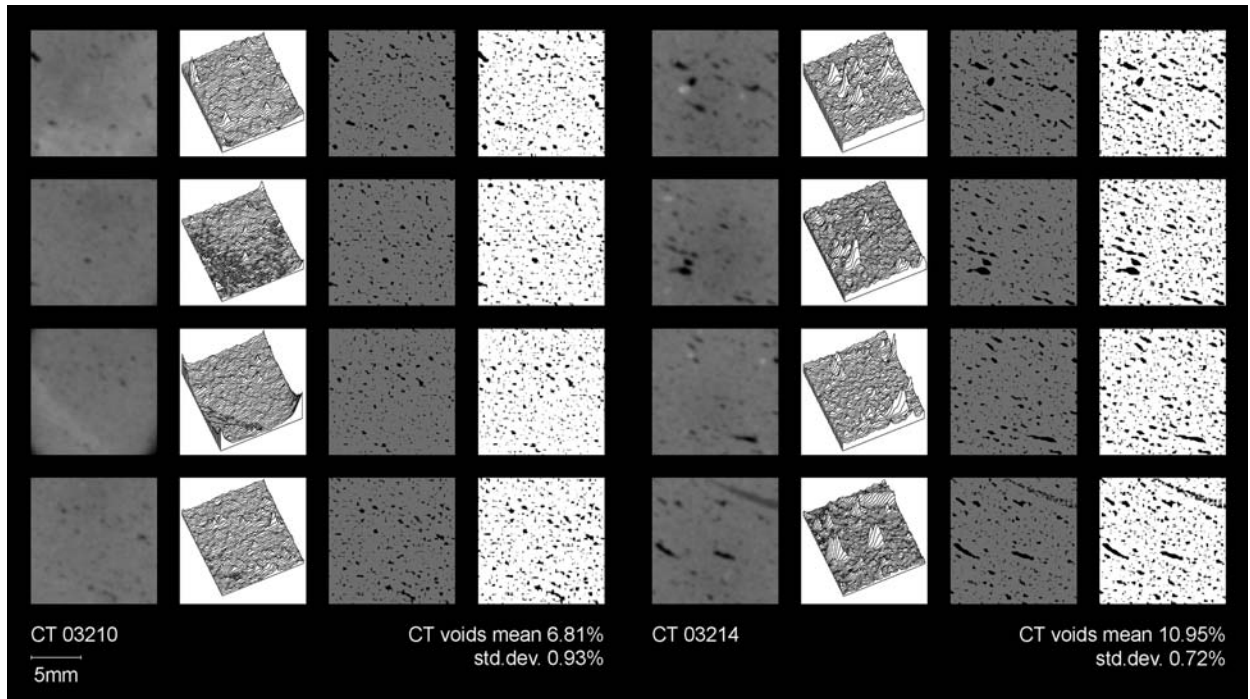 CT 03210
5mm
CT voids mean 6.81%
std.dev. 0.93%
CT 03214
CT voids mean 10.95%
std.dev. 0.72%